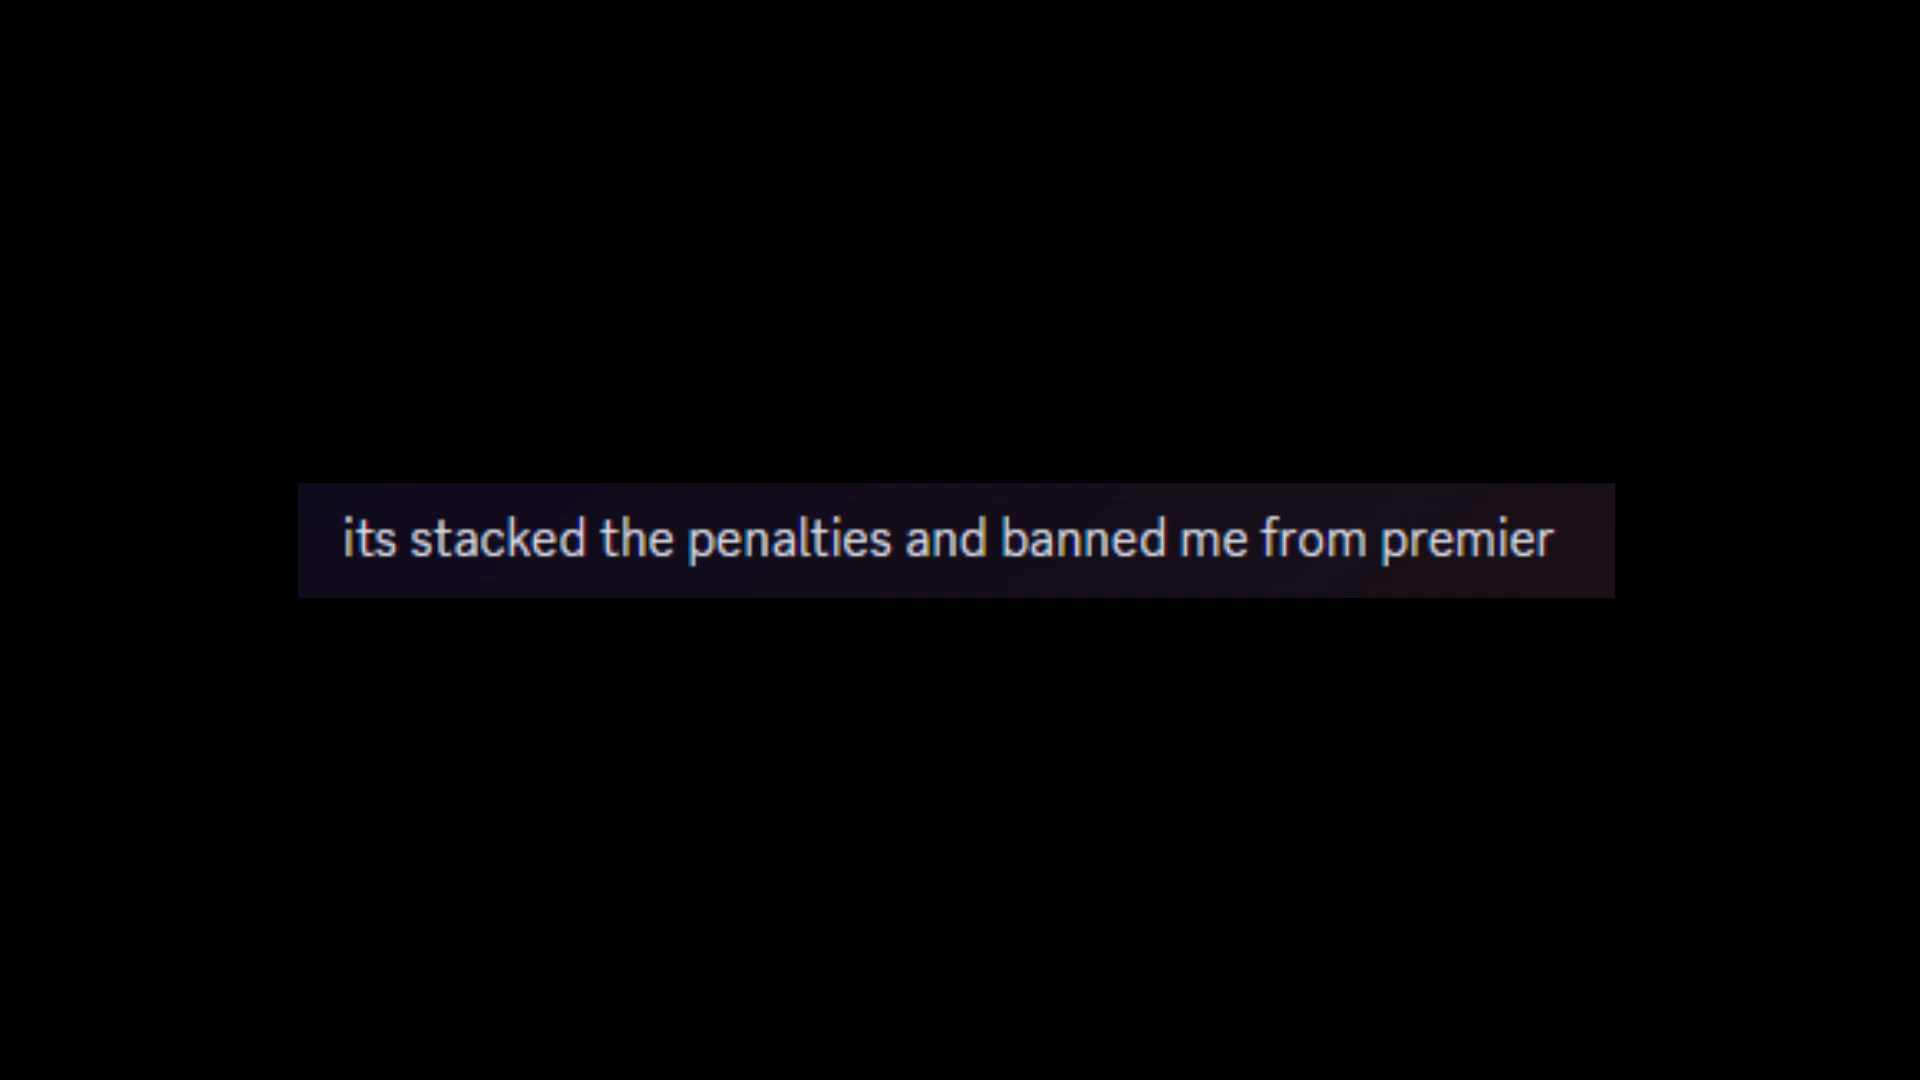 its stacked the penalties and banned me from premier